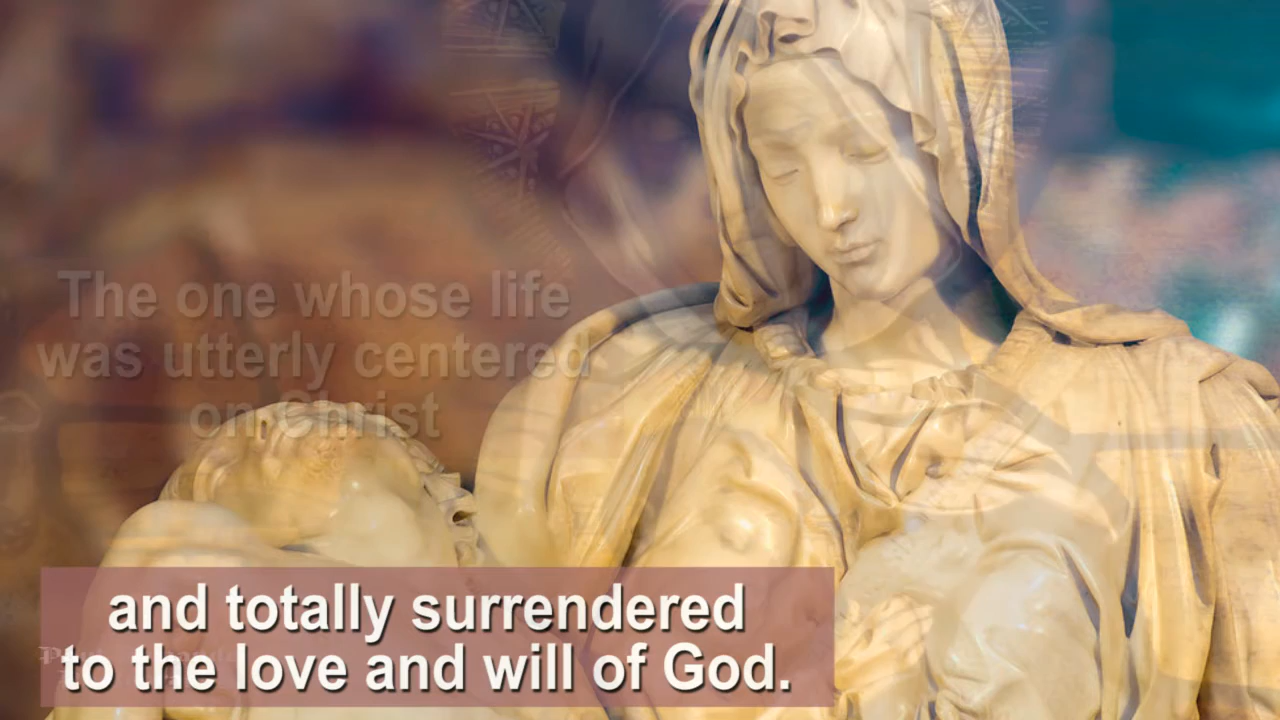 The one whose life
was utterly centered
on Christ
and totally surrendered
to the love and will of God.